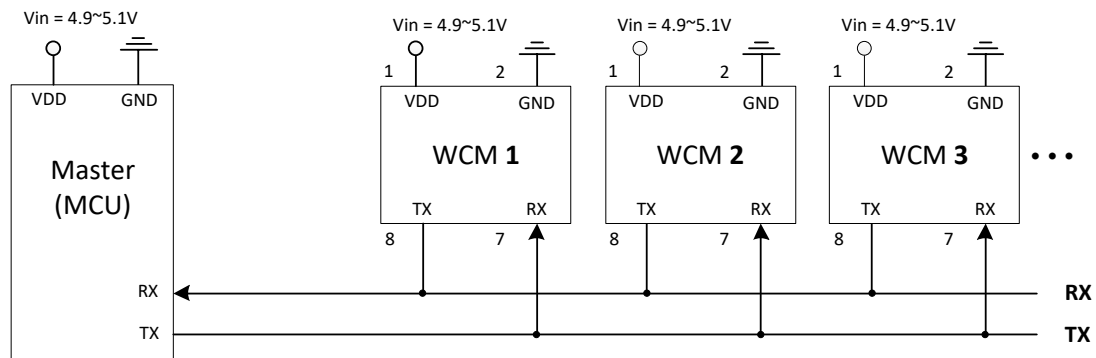 Vin = 4.9~5.1V
Vin = 4.9~5.1V
Vin = 4.9~5.1V
Vin = 4.9~5.1V
1 2 1 2 1 2
VDD GND VDD GND VDD GND VDD GND
Master
(MCU)
WCM 1
WCM 2
WCM 3
...
TX RX TX RX TX RX
8 7 8 7 8 7
RX RX
TX TX